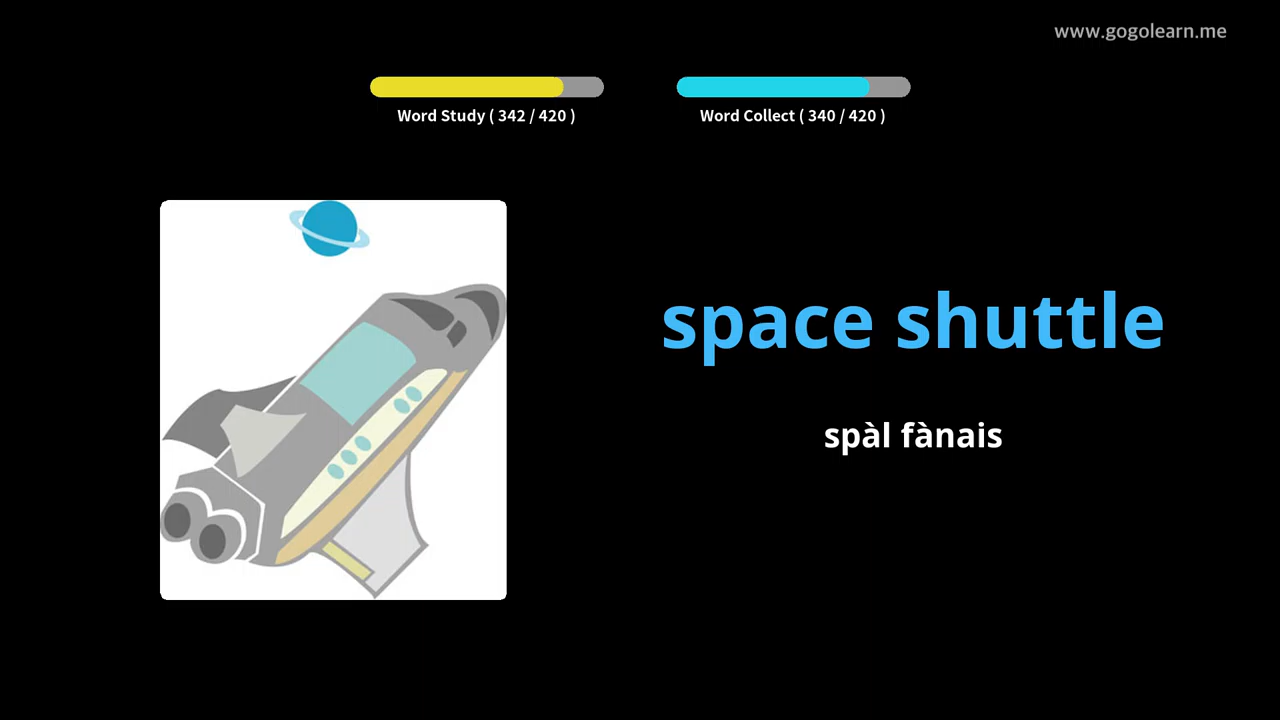 www.gogolearn.me
Word Study ( 342 / 420 )
Word Collect ( 340 / 420 )
space shuttle
spàl fànais